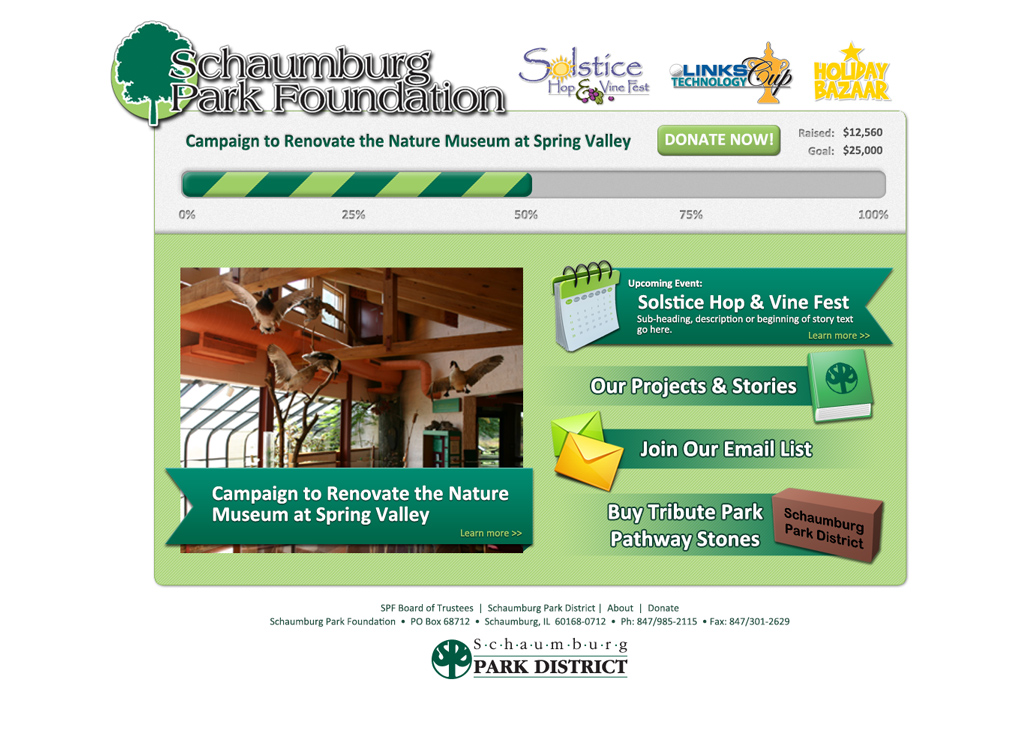 Schaumburg
Park Foundation
Solstice
Hop & Vine Fest
LINKS
TECHNOLOGY
Cup
HOLIDAY
BAZAAR
Campaign to Renovate the Nature Museum at Spring Valley
DONATE NOW!
Raised: $12,560
Goal: $25,000
0% 25% 50% 75% 100%
Upcoming Event:
Solstice Hop & Vine Fest
Sub-heading, description or beginning of story text
go here.
Learn more >>
Our Projects & Stories
Join Our Email List
Campaign to Renovate the Nature
Museum at Spring Valley
Learn more >>
Buy Tribute Park
Pathway Stones
Schaumburg
Park District
SPF Board of Trustees | Schaumburg Park District | About | Donate
Schaumburg Park Foundation • PO Box 68712 • Schaumburg, IL 60168-0712 • Ph: 847/985-2115 • Fax: 847/301-2629
S·c·h·a·u·m·b·u·r·g
PARK DISTRICT